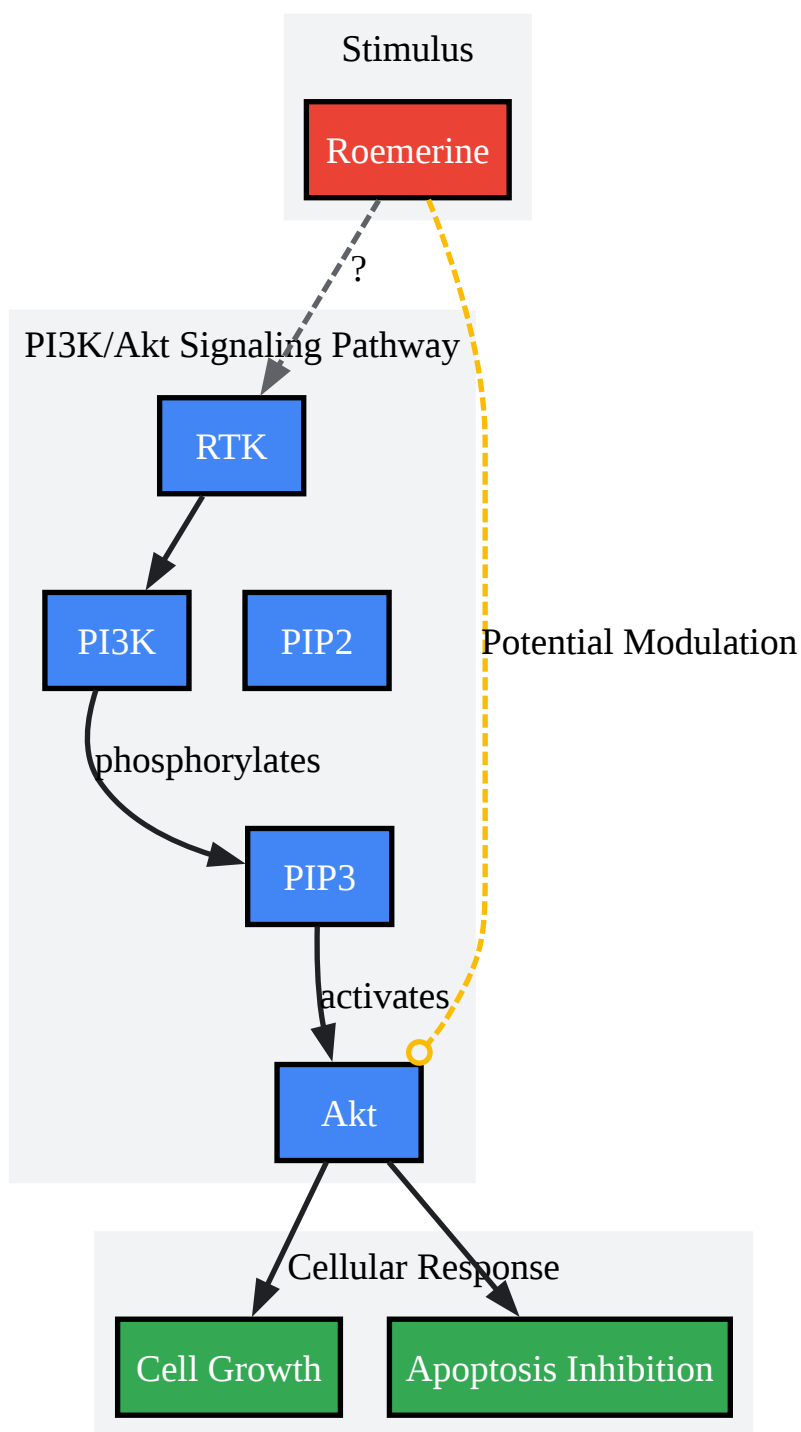 Stimulus
Roemerine
?
PI3K/Akt Signaling Pathway
RTK
PI3K
PIP2
Potential Modulation
phosphorylates
PIP3
activates
Akt
Cellular Response
Cell Growth
Apoptosis Inhibition